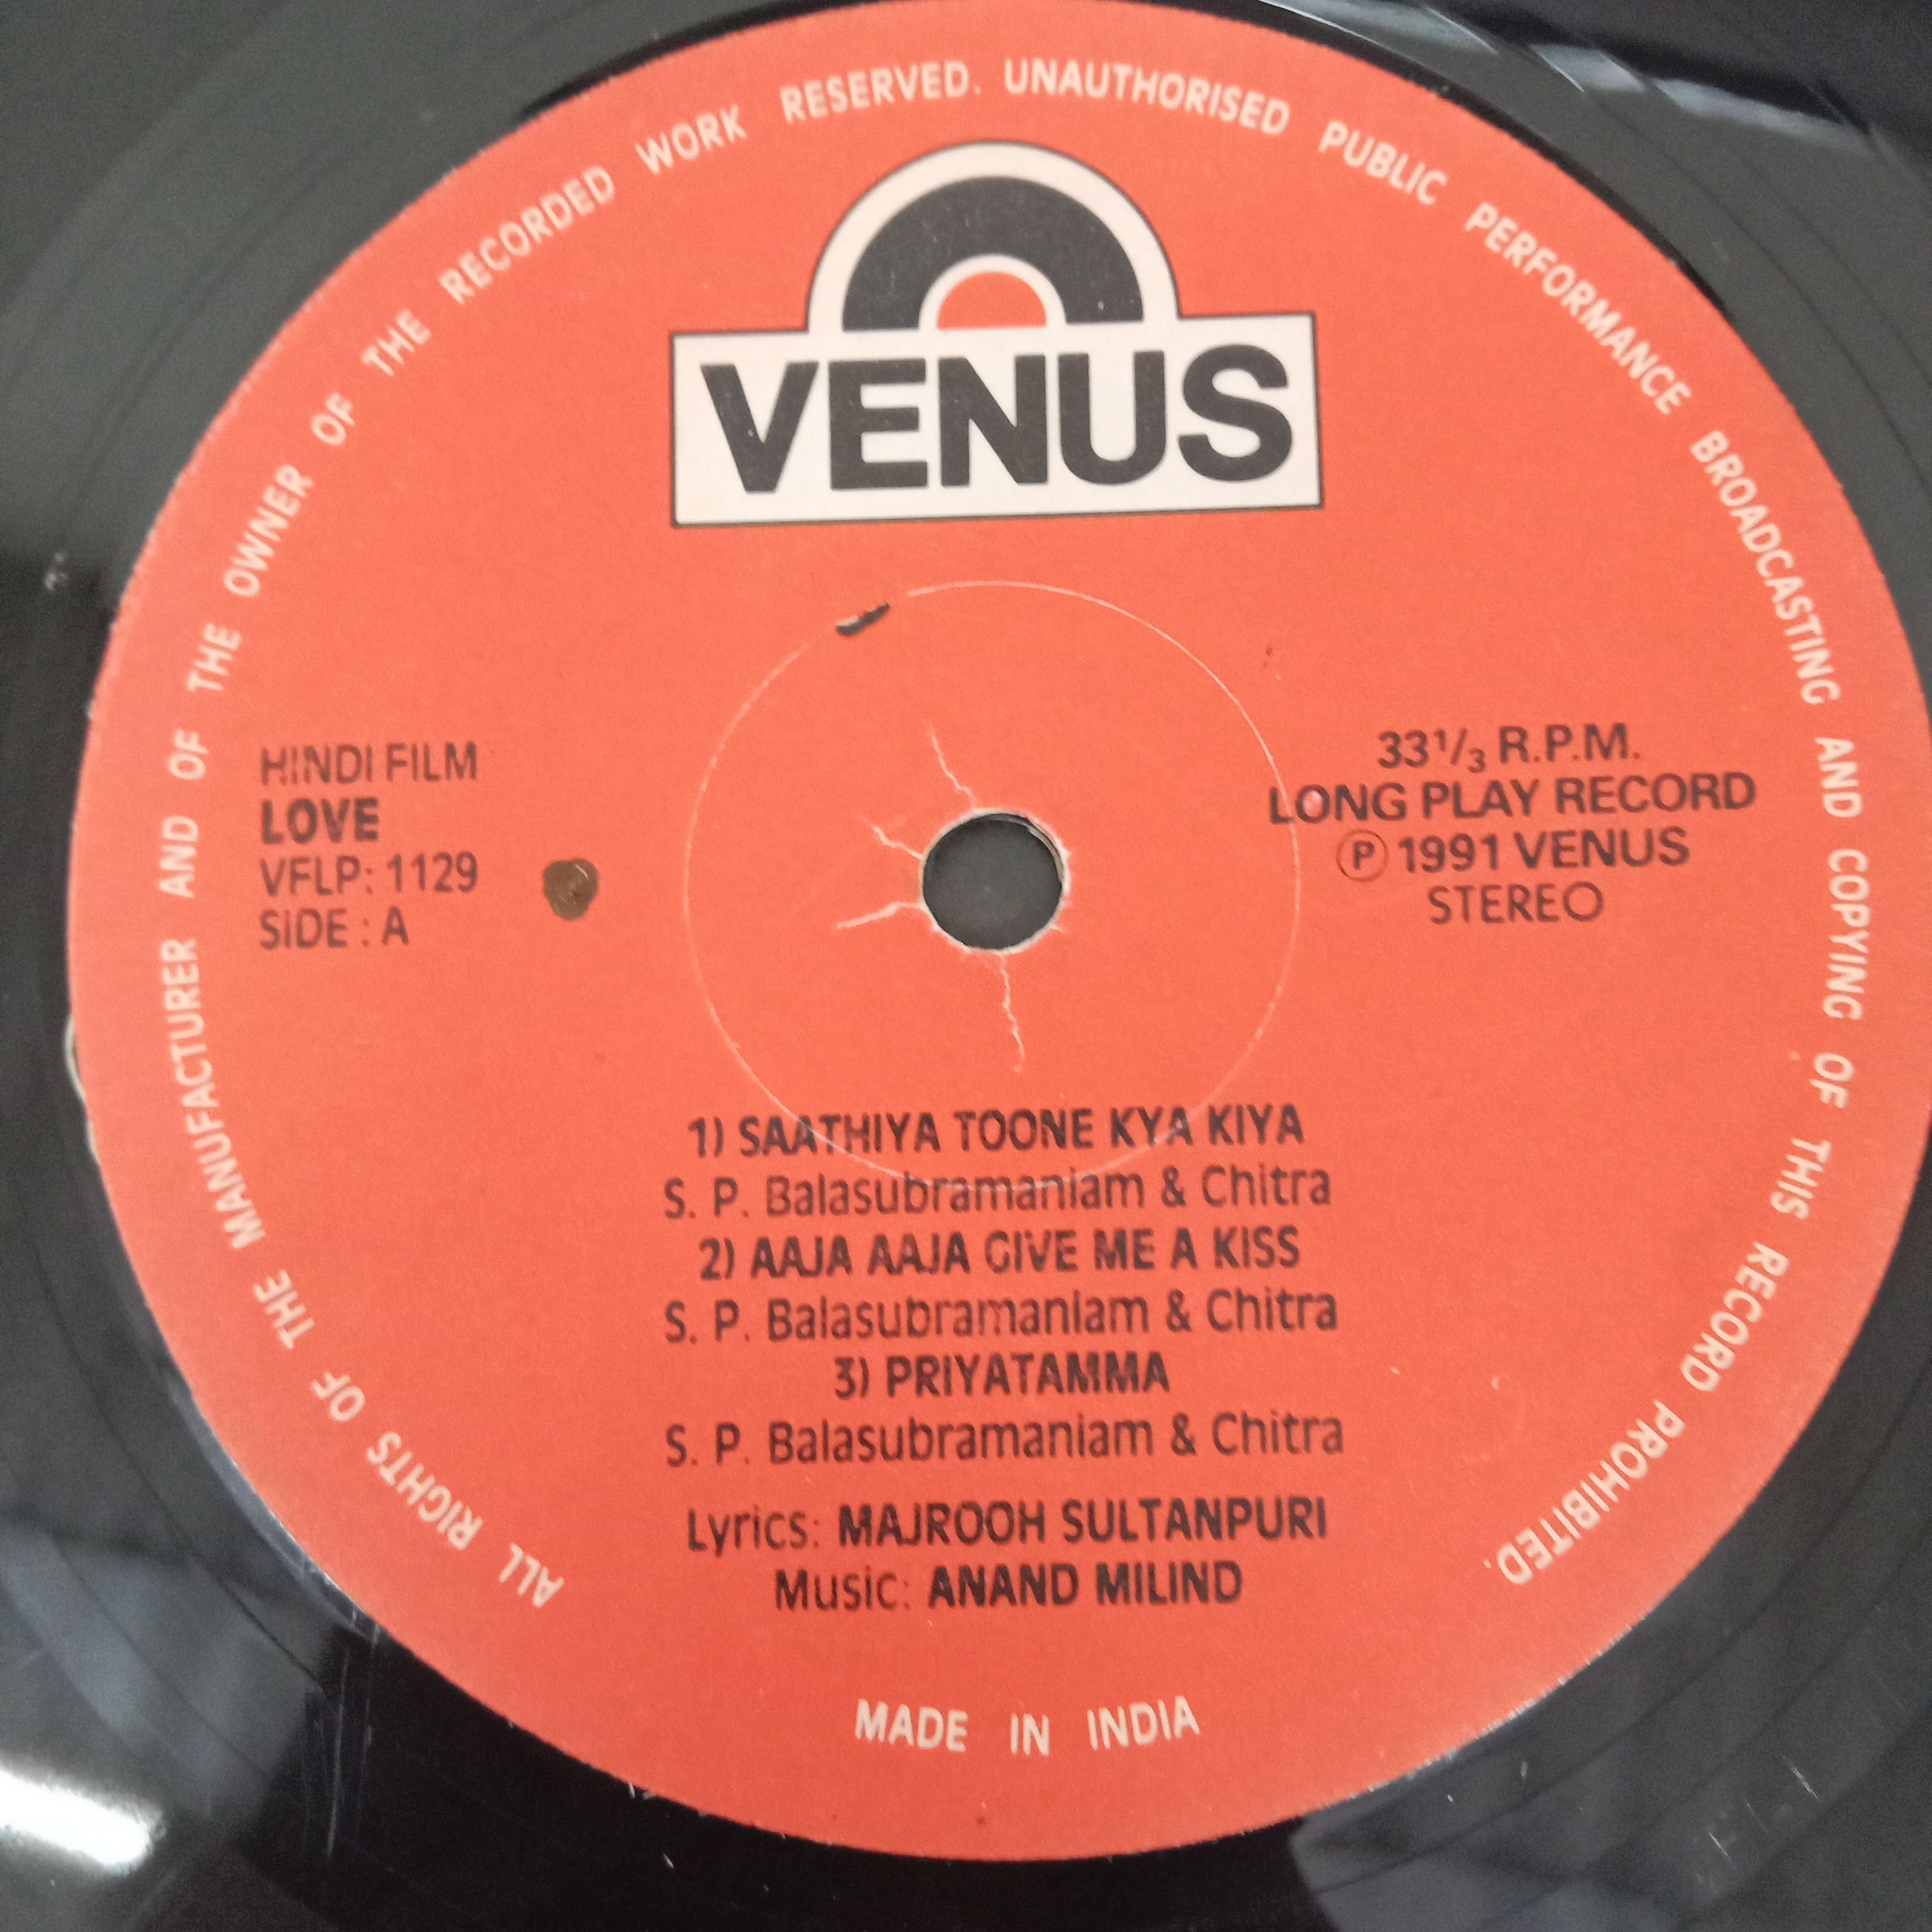 ALL RIGHTS OF THE MANUFACTURER AND OF THE OWNER OF THE RECORDED WORK RESERVED. UNAUTHORISED PUBLIC PERFORMANCE BROADCASTING AND COPYING OF THIS RECORD PROHIBITED.
VENUS
HINDI FILM
LOVE
VFLP: 1129
SIDE : A
33 1/3 R.P.M.
LONG PLAY RECORD
Ⓟ 1991 VENUS
STEREO
1) SAATHIYA TOONE KYA KIYA
S. P. Balasubramaniam & Chitra
2) AAJA AAJA GIVE ME A KISS
S. P. Balasubramaniam & Chitra
3) PRIYATAMMA
S. P. Balasubramaniam & Chitra
Lyrics: MAJROOH SULTANPURI
Music: ANAND MILIND
MADE IN INDIA